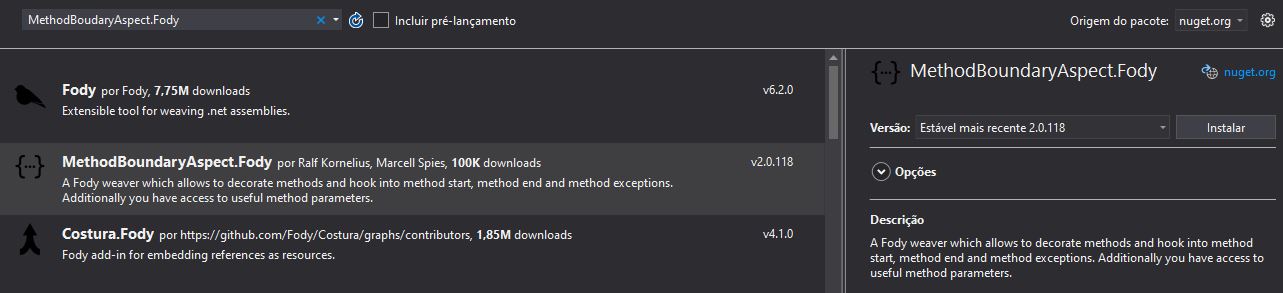 MethodBoudaryAspect.Fody
Incluir pré-lançamento
Origem do pacote: nuget.org
Fody por Fody, 7,75M downloads
v6.2.0
Extensible tool for weaving .net assemblies.
MethodBoundaryAspect.Fody por Ralf Kornelius, Marcell Spies, 100K downloads
v2.0.118
A Fody weaver which allows to decorate methods and hook into method start, method end and method exceptions.
Additionally you have access to useful method parameters.
Costura.Fody por https://github.com/Fody/Costura/graphs/contributors, 1,85M downloads
v4.1.0
Fody add-in for embedding references as resources.
MethodBoundaryAspect.Fody
nuget.org
Versão: Estável mais recente 2.0.118
Instalar
Opções
Descrição
A Fody weaver which allows to decorate methods and hook into method
start, method end and method exceptions. Additionally you have access to
useful method parameters.